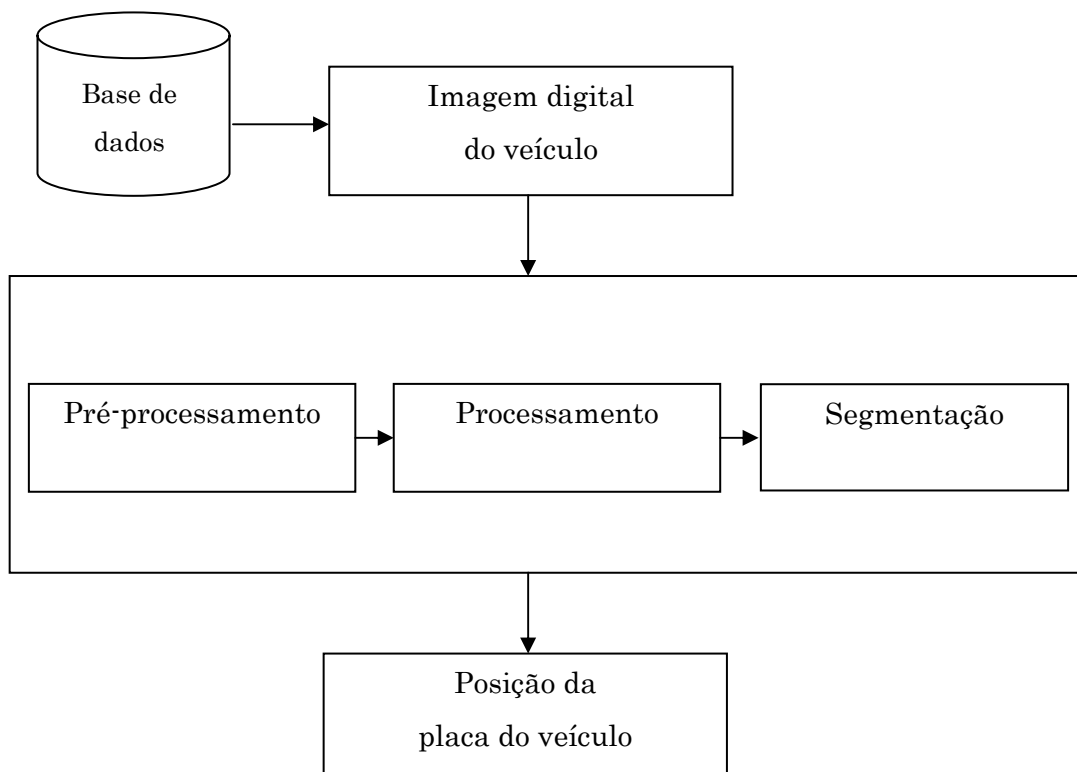 Base de
dados
Imagem digital
do veículo
Pré-processamento
Processamento
Segmentação
Posição da
placa do veículo